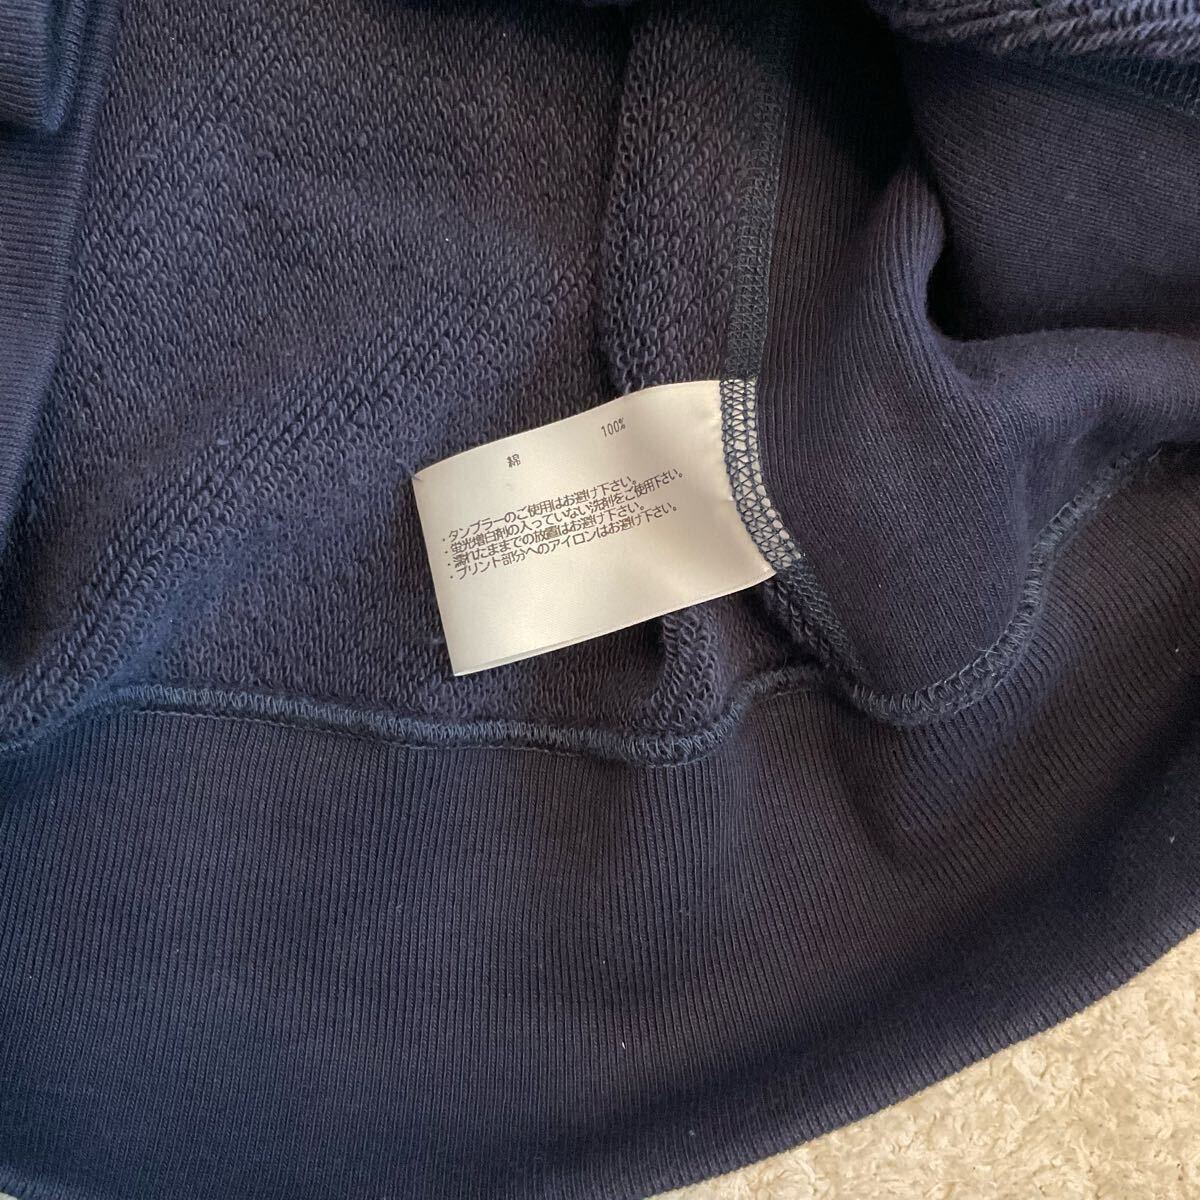 綿 100%
・タンブラーのご使用はお避け下さい。
・蛍光増白剤の入っていない洗剤をご使用下さい。
・濡れたままでの放置はお避け下さい。
・プリント部分へのアイロンはお避け下さい。